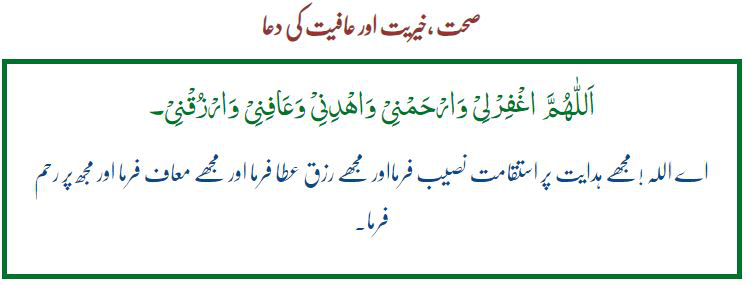 صحت ،خیریت اور عافیت کی دعا
اَللّٰهُمَّ اغْفِرْلِیْ وَارْحَمْنِیْ وَاهْدِنِیْ وَعَافِنِیْ وَارْزُقْنِیْ۔
اے اللہ !مجھے ہدایت پر استقامت نصیب فرمااور مجھے رزق عطا فرما اور مجھے معاف فرما اور مجھ پر رحم
فرما۔